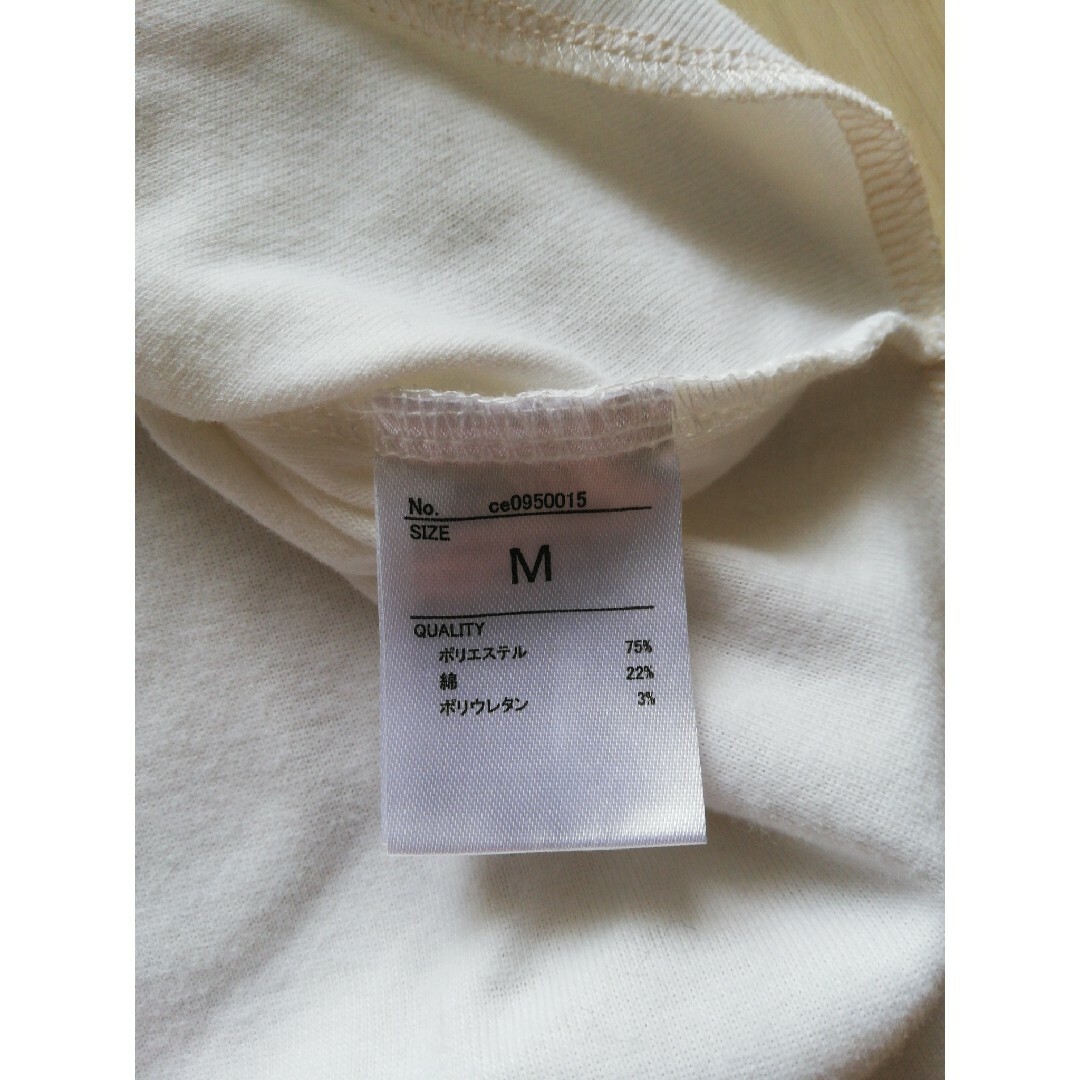 No. ce0950015
SIZE
M
QUALITY
ポリエステル 75%
綿 22%
ポリウレタン 3%